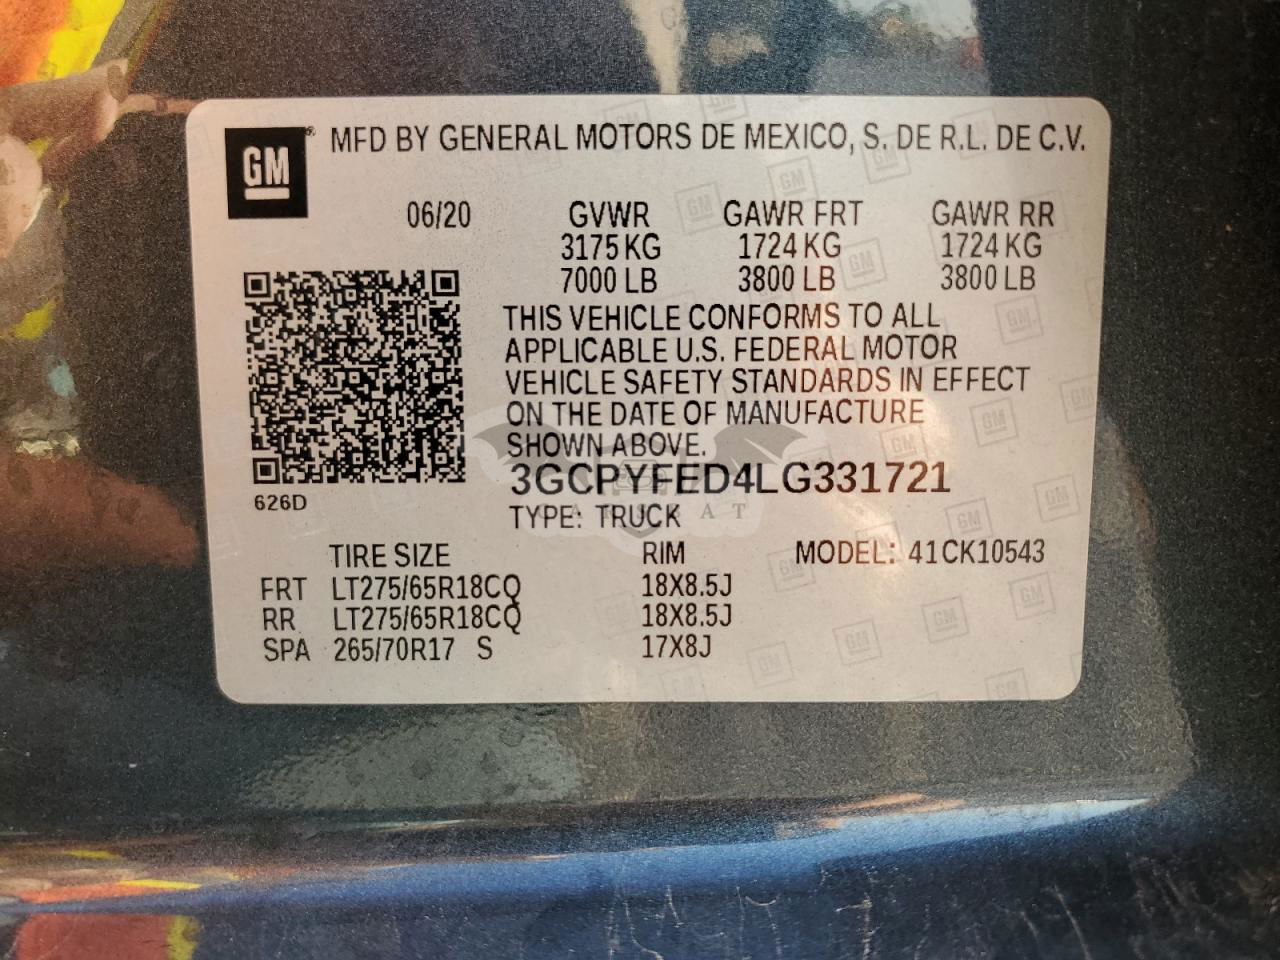 GM® MFD BY GENERAL MOTORS DE MEXICO, S. DE R.L. DE C.V.
06/20 GVWR GAWR FRT GAWR RR
3175 KG 1724 KG 1724 KG
7000 LB 3800 LB 3800 LB
THIS VEHICLE CONFORMS TO ALL
APPLICABLE U.S. FEDERAL MOTOR
VEHICLE SAFETY STANDARDS IN EFFECT
ON THE DATE OF MANUFACTURE
SHOWN ABOVE.
3GCPYFED4LG331721
626D
TYPE: TRUCK
TIRE SIZE RIM MODEL: 41CK10543
FRT LT275/65R18CQ 18X8.5J
RR LT275/65R18CQ 18X8.5J
SPA 265/70R17 S 17X8J